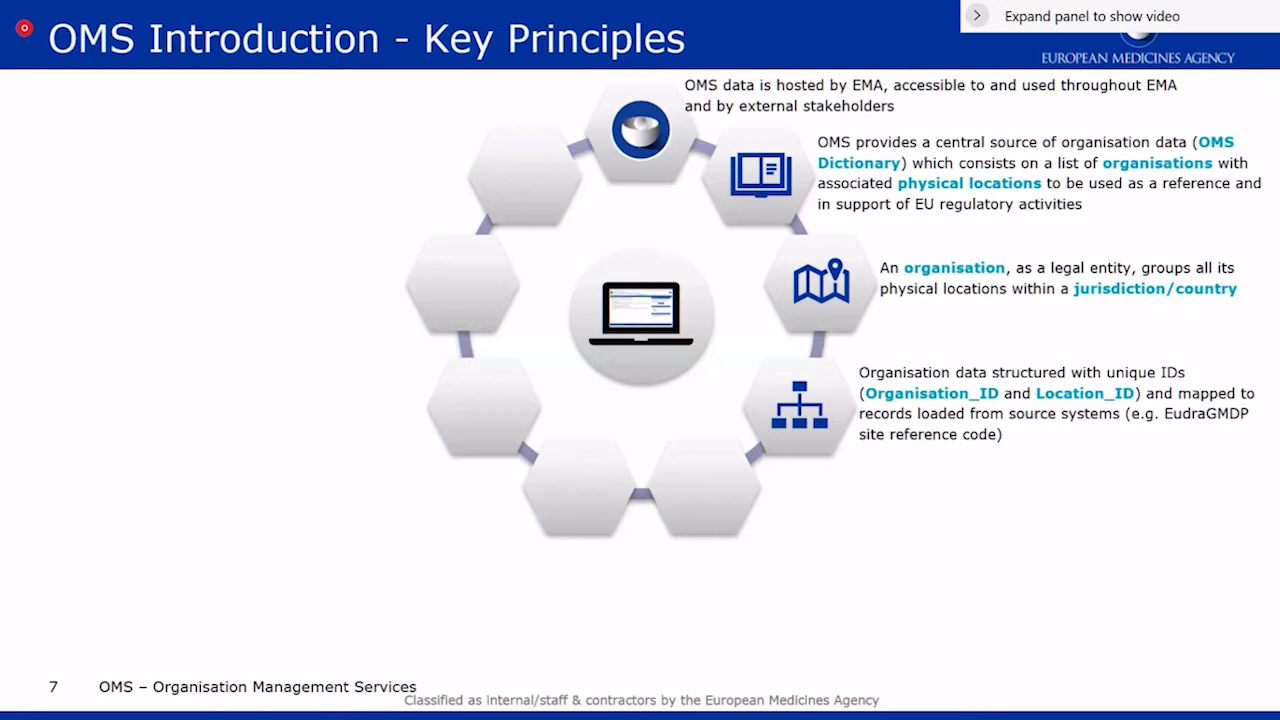 OMS Introduction - Key Principles
Expand panel to show video
EUROPEAN MEDICINES AGENCY
OMS data is hosted by EMA, accessible to and used throughout EMA
and by external stakeholders
OMS provides a central source of organisation data (OMS
Dictionary) which consists on a list of organisations with
associated physical locations to be used as a reference and
in support of EU regulatory activities
An organisation, as a legal entity, groups all its
physical locations within a jurisdiction/country
Organisation data structured with unique IDs
(Organisation_ID and Location_ID) and mapped to
records loaded from source systems (e.g. EudraGMDP
site reference code)
7 OMS – Organisation Management Services
Classified as internal/staff & contractors by the European Medicines Agency